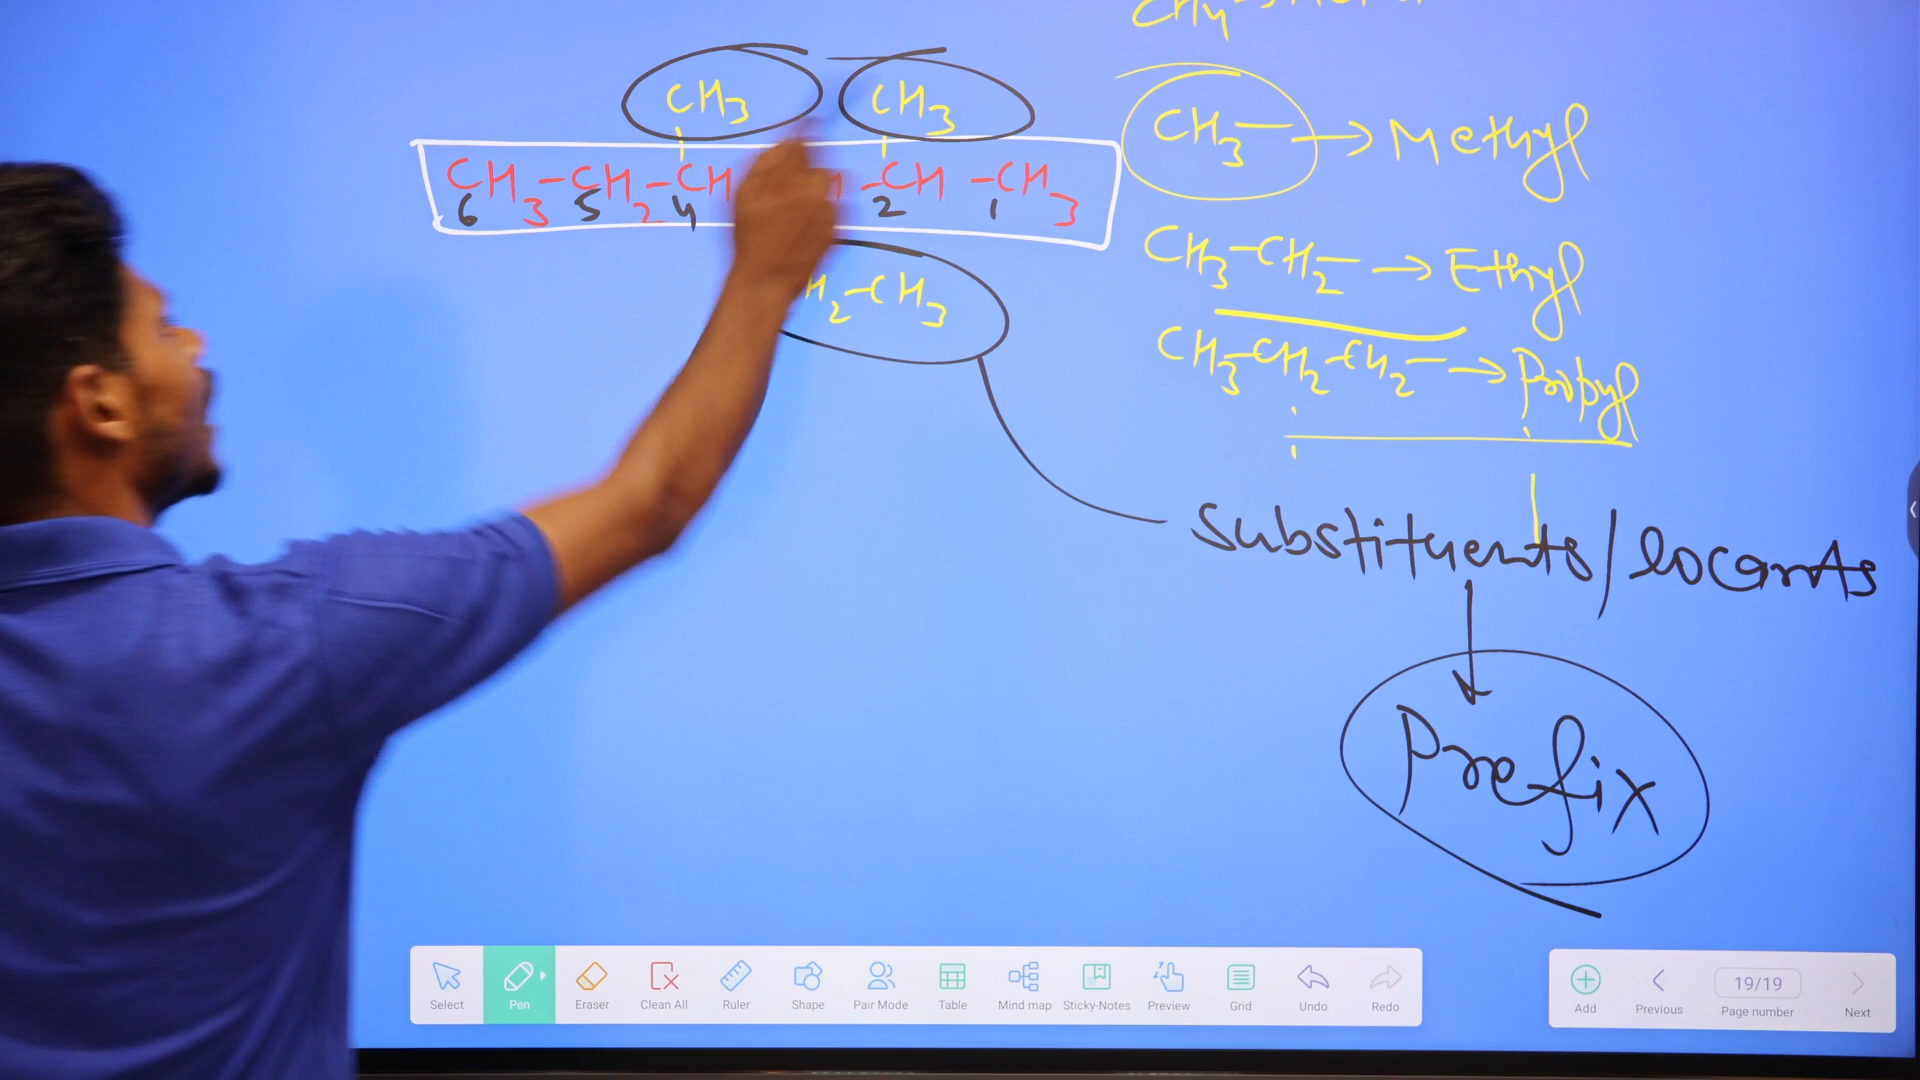 CH3 CH3
CH3-CH2-CH -CH -CH3
6 5 4 2 1
H2-CH3
CH3- → Methyl
CH3-CH2- → Ethyl
CH3-CH2-CH2- → Propyl
Substituents/locants
Prefix
Select Pen Eraser Clean All Ruler Shape Pair Mode Table Mind map Sticky-Notes Preview Grid Undo Redo
Add Previous 19/19 Page number Next